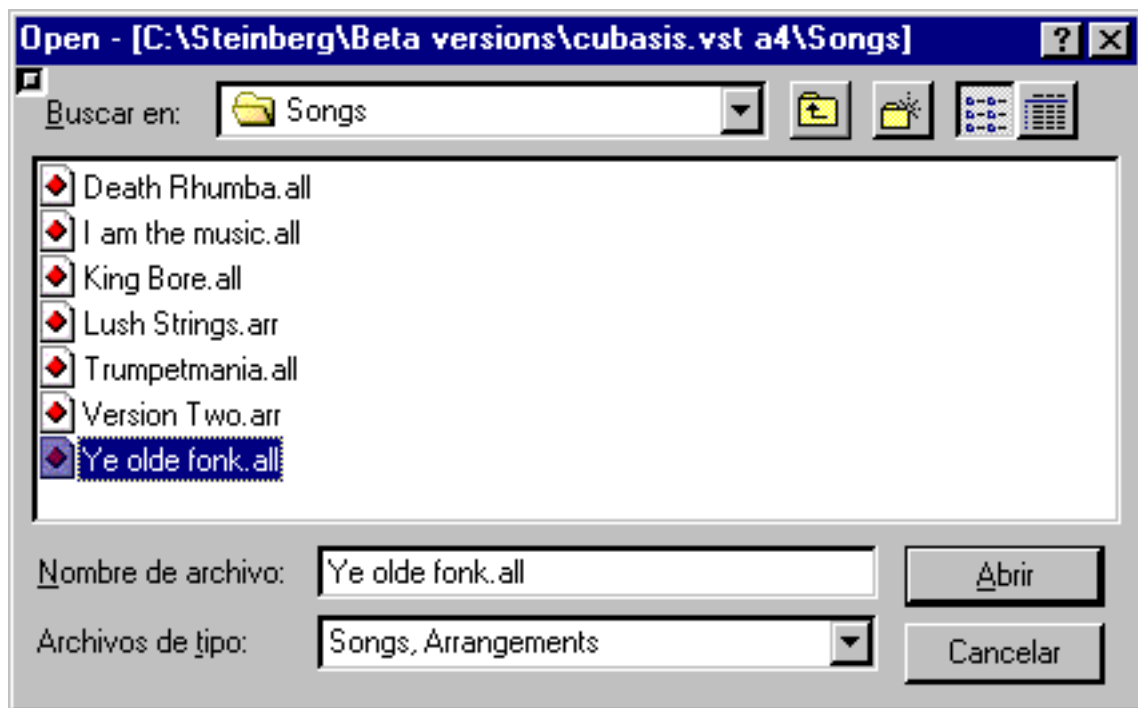 Open - [C:\Steinberg\Beta versions\cubasis.vst a4\Songs]
Buscar en: Songs
Death Rhumba.all
I am the music.all
King Bore.all
Lush Strings.arr
Trumpetmania.all
Version Two.arr
Ye olde fonk.all
Nombre de archivo: Ye olde fonk.all Abrir
Archivos de tipo: Songs, Arrangements Cancelar